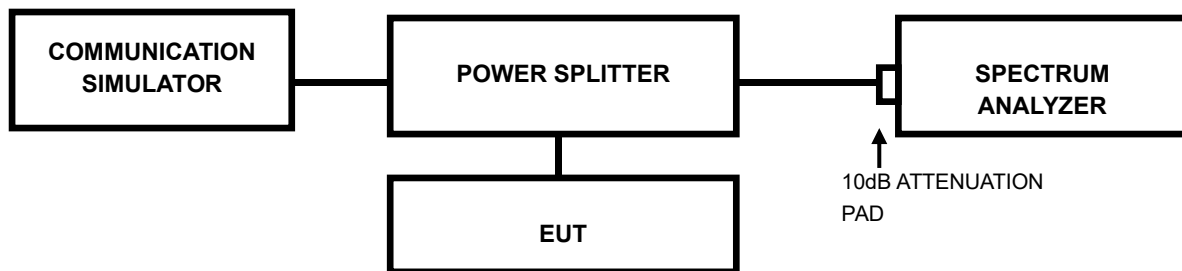 COMMUNICATION
SIMULATOR
POWER SPLITTER
SPECTRUM
ANALYZER
10dB ATTENUATION
PAD
EUT